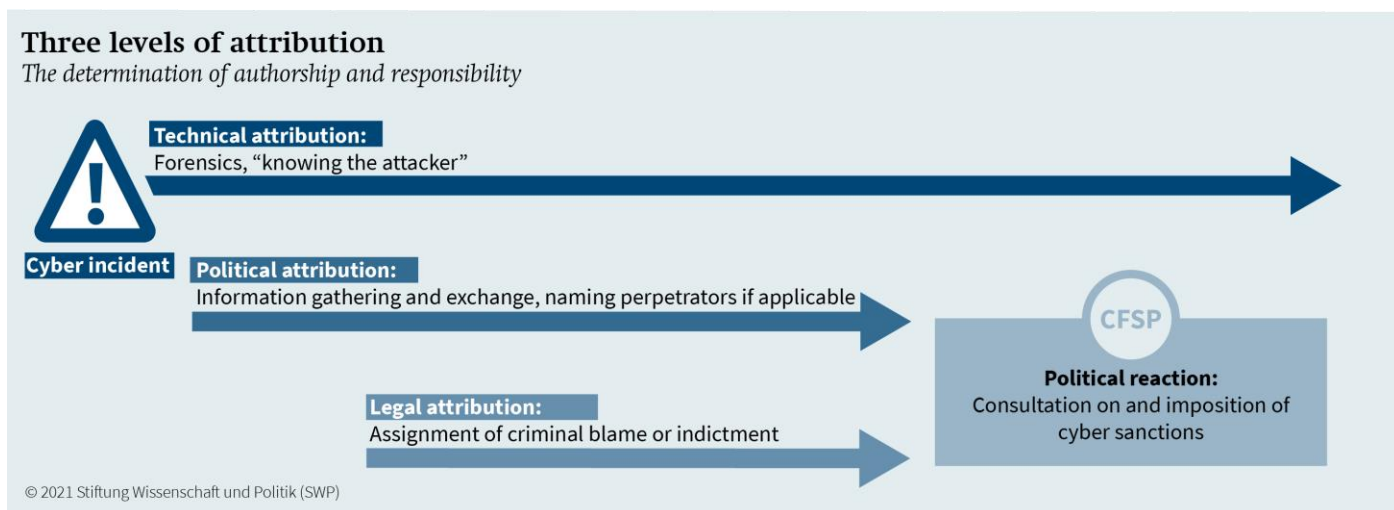 Three levels of attribution
The determination of authorship and responsibility
Technical attribution:
Forensics, “knowing the attacker”
!
Cyber incident
Political attribution:
Information gathering and exchange, naming perpetrators if applicable
CFSP
Political reaction:
Consultation on and imposition of
cyber sanctions
Legal attribution:
Assignment of criminal blame or indictment
© 2021 Stiftung Wissenschaft und Politik (SWP)